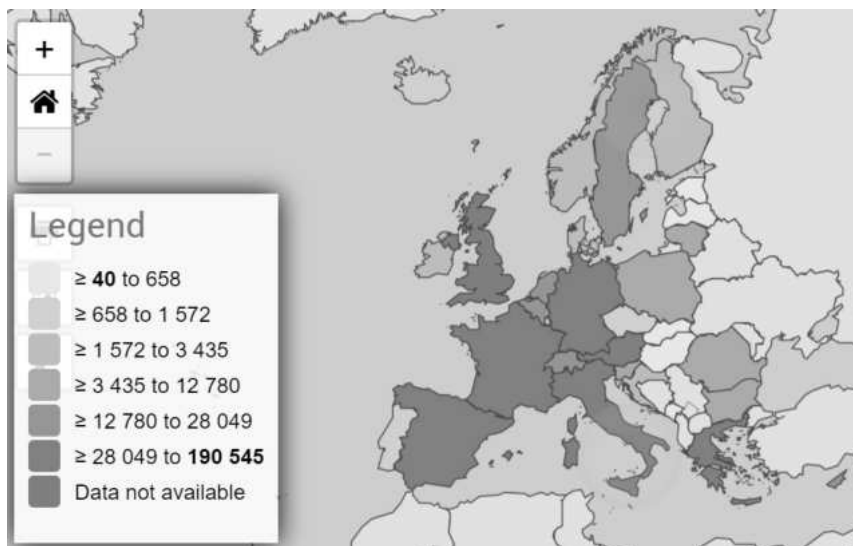 +
−
Legend
≥ 40 to 658
≥ 658 to 1 572
≥ 1 572 to 3 435
≥ 3 435 to 12 780
≥ 12 780 to 28 049
≥ 28 049 to 190 545
Data not available